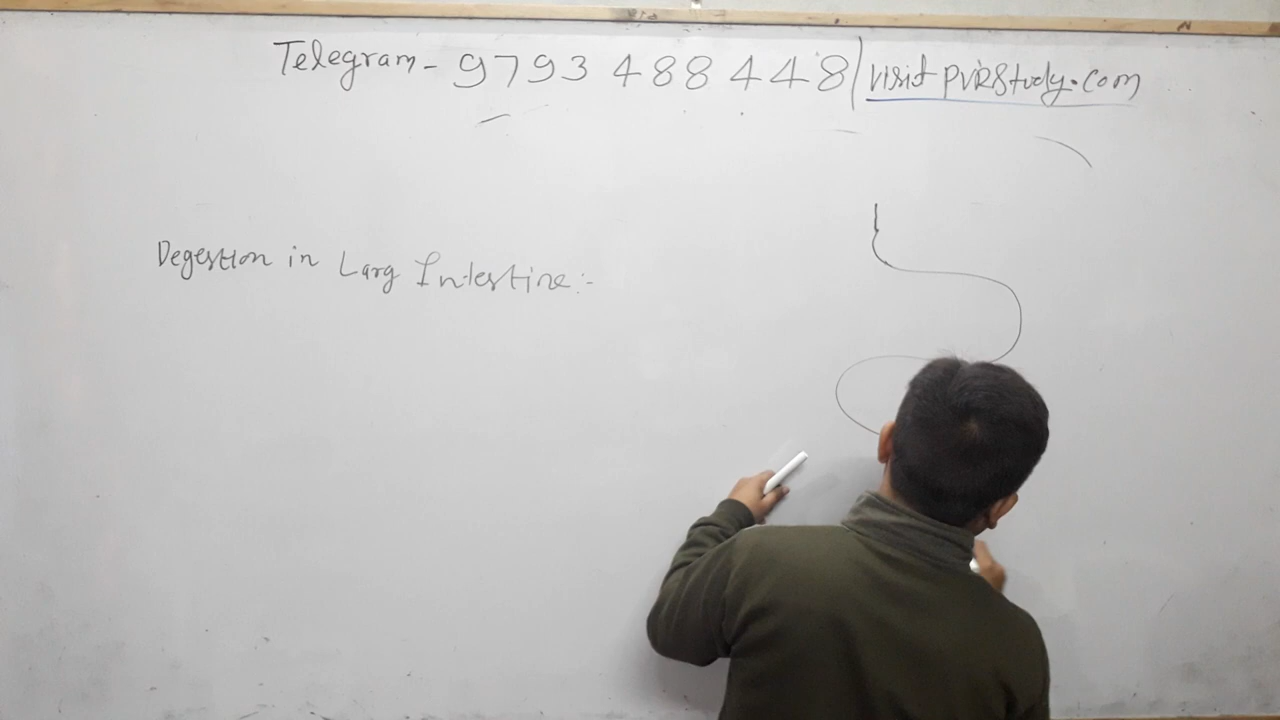 Telegram - 9793 488 448 | visit PVRStudy.com
Degestion in Larg Intestine:-